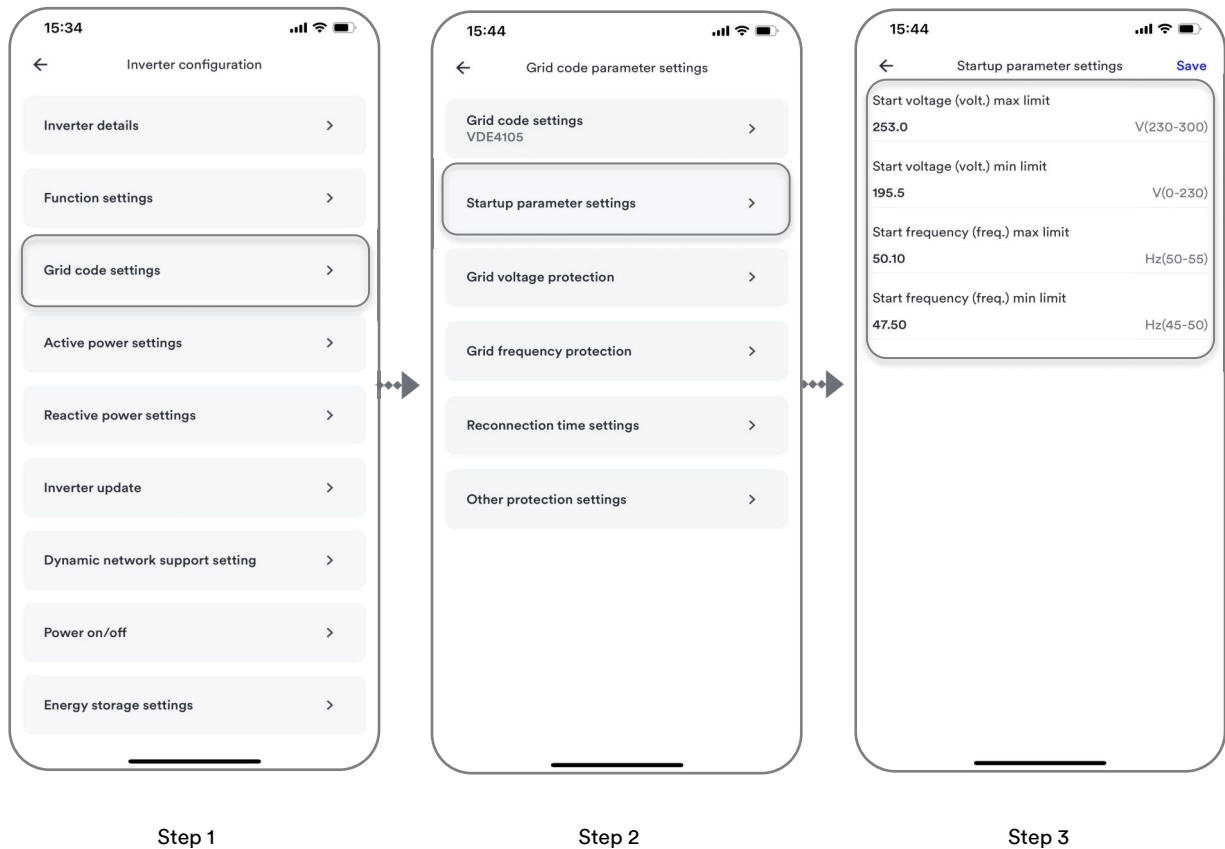 15:34
Inverter configuration
Inverter details
Function settings
Grid code settings
Active power settings
Reactive power settings
Inverter update
Dynamic network support setting
Power on/off
Energy storage settings
Step 1
15:44
Grid code parameter settings
Grid code settings
VDE4105
Startup parameter settings
Grid voltage protection
Grid frequency protection
Reconnection time settings
Other protection settings
Step 2
15:44
Startup parameter settings Save
Start voltage (volt.) max limit
253.0 V(230-300)
Start voltage (volt.) min limit
195.5 V(0-230)
Start frequency (freq.) max limit
50.10 Hz(50-55)
Start frequency (freq.) min limit
47.50 Hz(45-50)
Step 3